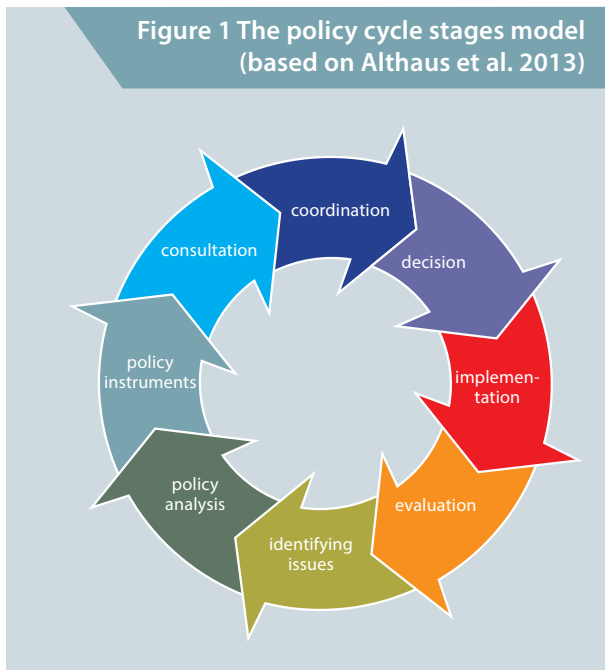 Figure 1 The policy cycle stages model
(based on Althaus et al. 2013)
coordination
decision
implemen-
tation
evaluation
identifying
issues
policy
analysis
policy
instruments
consultation